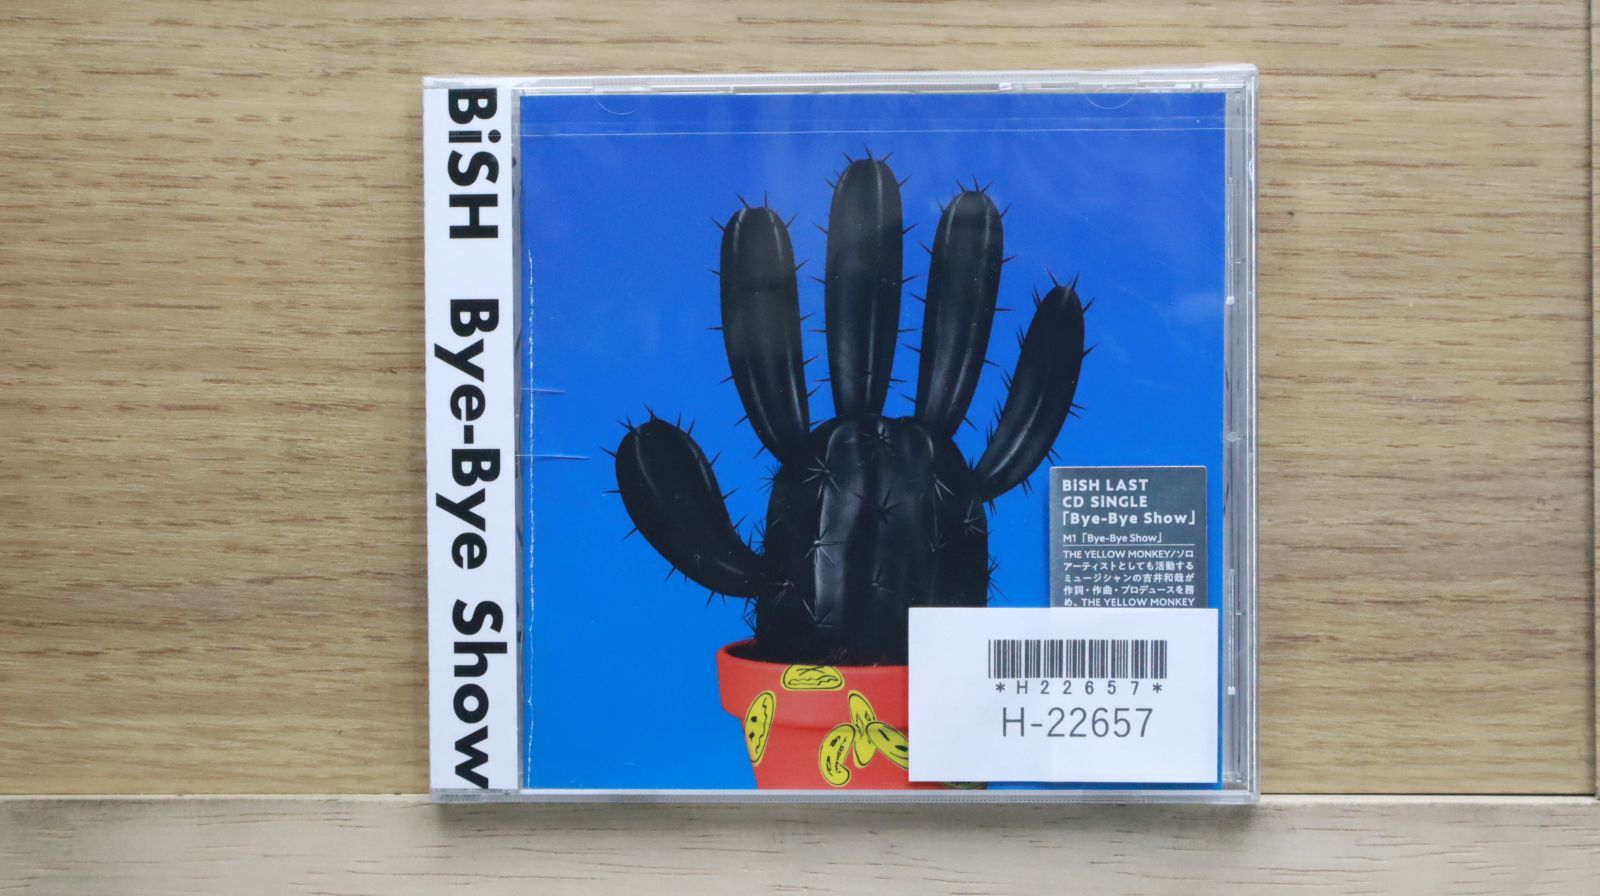 BiSH Bye-Bye Show
BiSH LAST
CD SiNGLE
「Bye-Bye Show」
M1「Bye-Bye Show」
THE YELLOW MONKEY/ソロ
アーティストとしても活動する
ミュージシャンの吉井和哉が
作詞・作曲・プロデュースを務
め、THE YELLOW MONKEY
*H22657*
H-22657